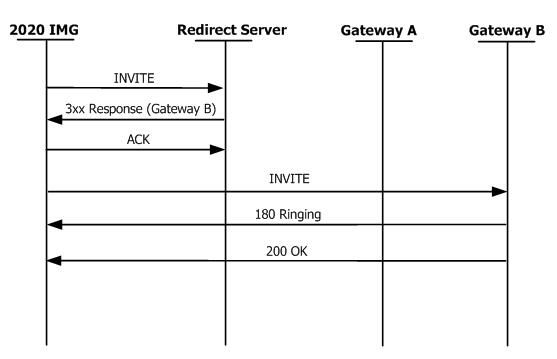 2020 IMG
Redirect Server
Gateway A
Gateway B
INVITE
3xx Response (Gateway B)
ACK
INVITE
180 Ringing
200 OK